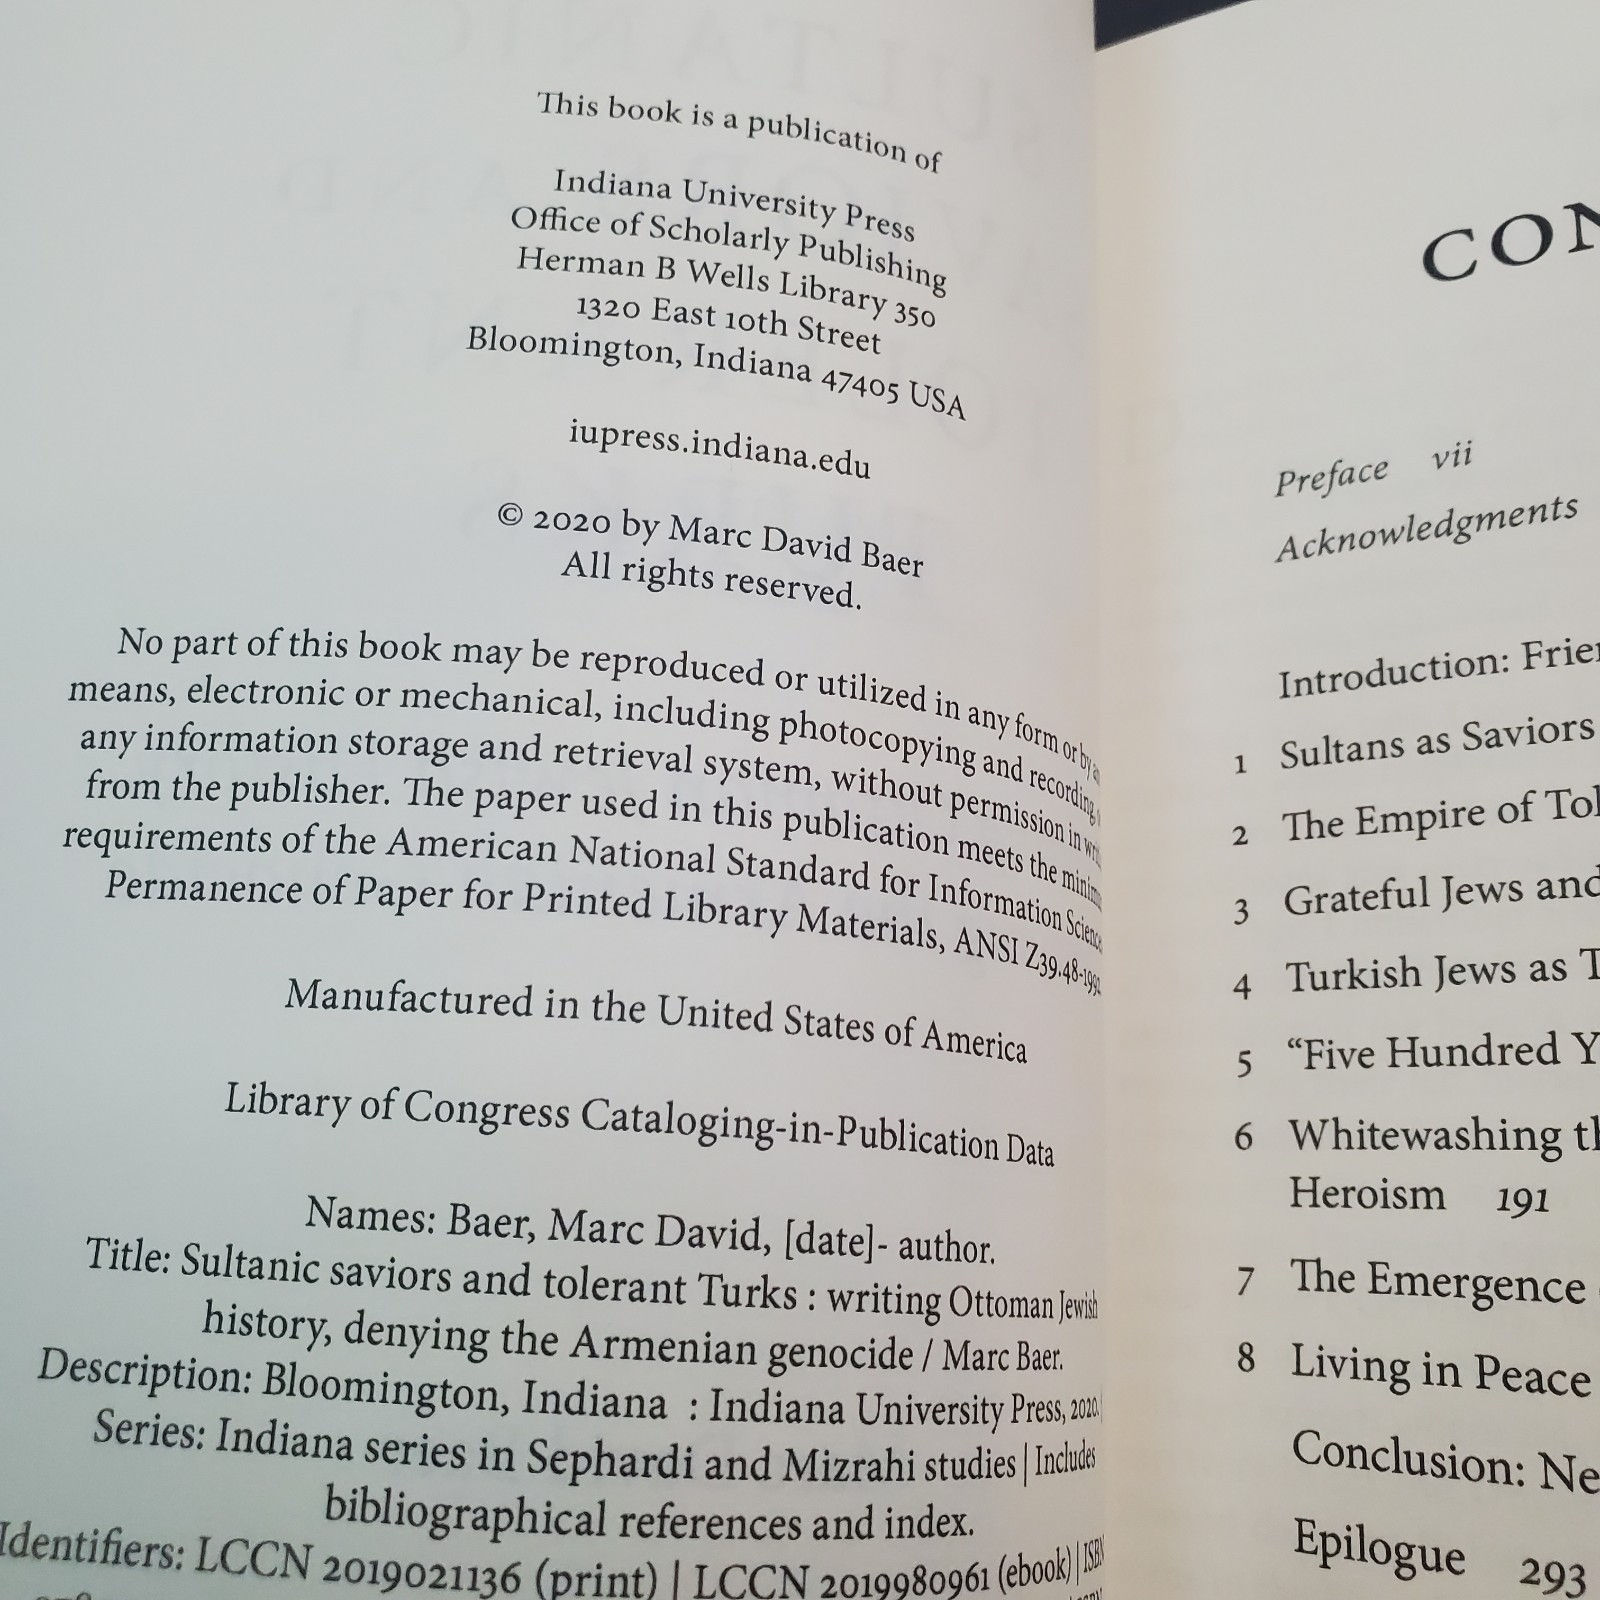 This book is a publication of
Indiana University Press
Office of Scholarly Publishing
Herman B Wells Library 350
1320 East 10th Street
Bloomington, Indiana 47405 USA
iupress.indiana.edu
© 2020 by Marc David Baer
All rights reserved.
No part of this book may be reproduced or utilized in any form or by
means, electronic or mechanical, including photocopying and recording,
any information storage and retrieval system, without permission in
from the publisher. The paper used in this publication meets the
requirements of the American National Standard for Information
Permanence of Paper for Printed Library Materials, ANSI Z39.48-1992
Manufactured in the United States of America
Library of Congress Cataloging-in-Publication Data
Names: Baer, Marc David, [date]- author.
Title: Sultanic saviors and tolerant Turks : writing Ottoman Jewish
history, denying the Armenian genocide / Marc Baer.
Description: Bloomington, Indiana : Indiana University Press, 2020.
Series: Indiana series in Sephardi and Mizrahi studies | Includes
bibliographical references and index.
Identifiers: LCCN 2019021136 (print) | LCCN 2019980961 (ebook) | ISBN
CON
Preface vii
Acknowledgments
Introduction: Frie
1 Sultans as Saviors
2 The Empire of Tol
3 Grateful Jews and
4 Turkish Jews as T
5 “Five Hundred Y
6 Whitewashing th
Heroism 191
7 The Emergence
8 Living in Peace
Conclusion: Ne
Epilogue 293